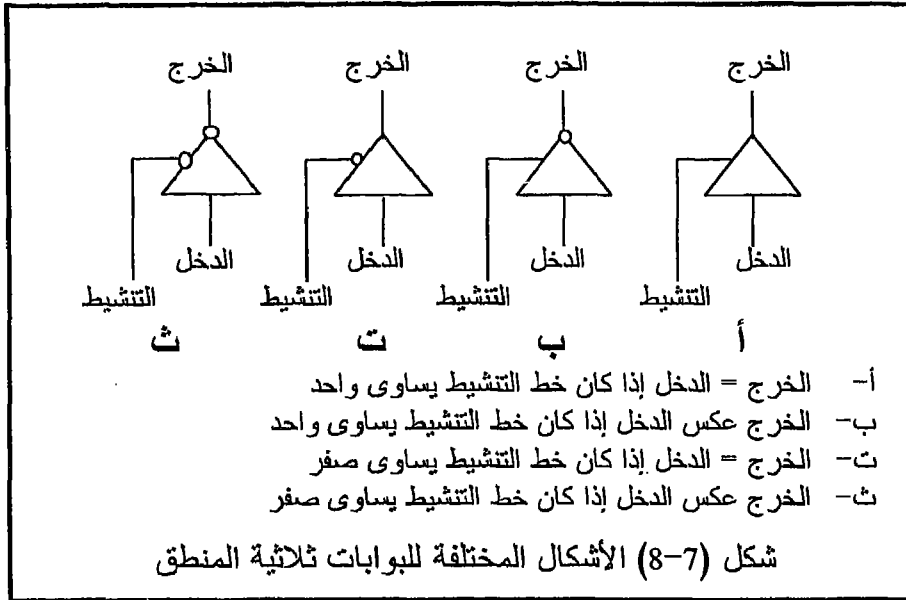 الخرج الخرج الخرج الخرج
الدخل الدخل الدخل الدخل
التنشيط التنشيط التنشيط التنشيط
أ ب ت ث
أ- الخرج = الدخل إذا كان خط التنشيط يساوى واحد
ب- الخرج عكس الدخل إذا كان خط التنشيط يساوى واحد
ت- الخرج = الدخل إذا كان خط التنشيط يساوى صفر
ث- الخرج عكس الدخل إذا كان خط التنشيط يساوى صفر
شكل (7-8) الأشكال المختلفة للبوابات ثلاثية المنطق